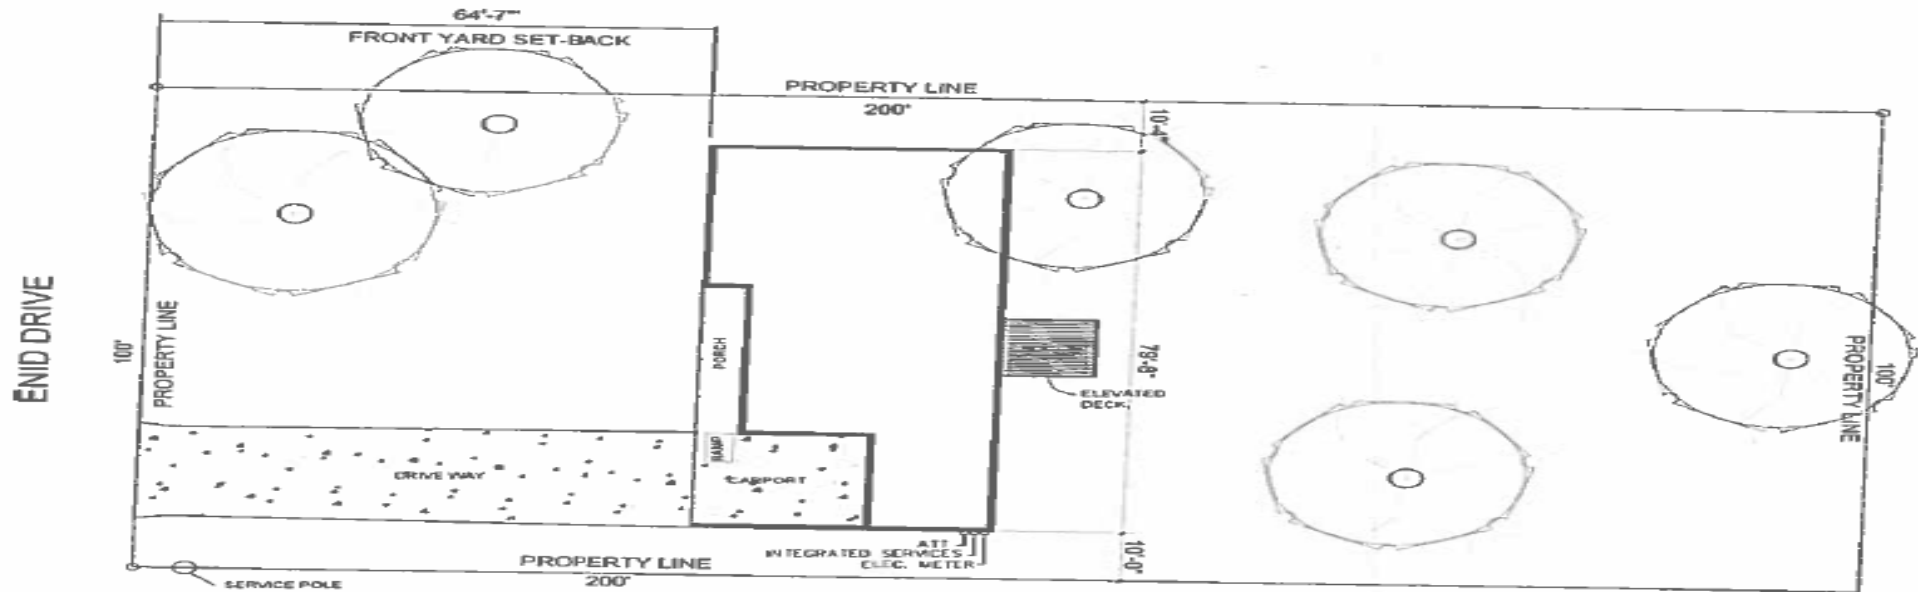 64'-7"
FRONT YARD SET-BACK
PROPERTY LINE
200'
10'-4"
ENID DRIVE
100'
PROPERTY LINE
PORCH
79'-8"
ELEVATED
DECK
PROPERTY LINE
100'
RAMP
DRIVE WAY
CARPORT
ATT
INTEGRATED SERVICES
ELEC. METER
10'-0"
PROPERTY LINE
200'
SERVICE POLE